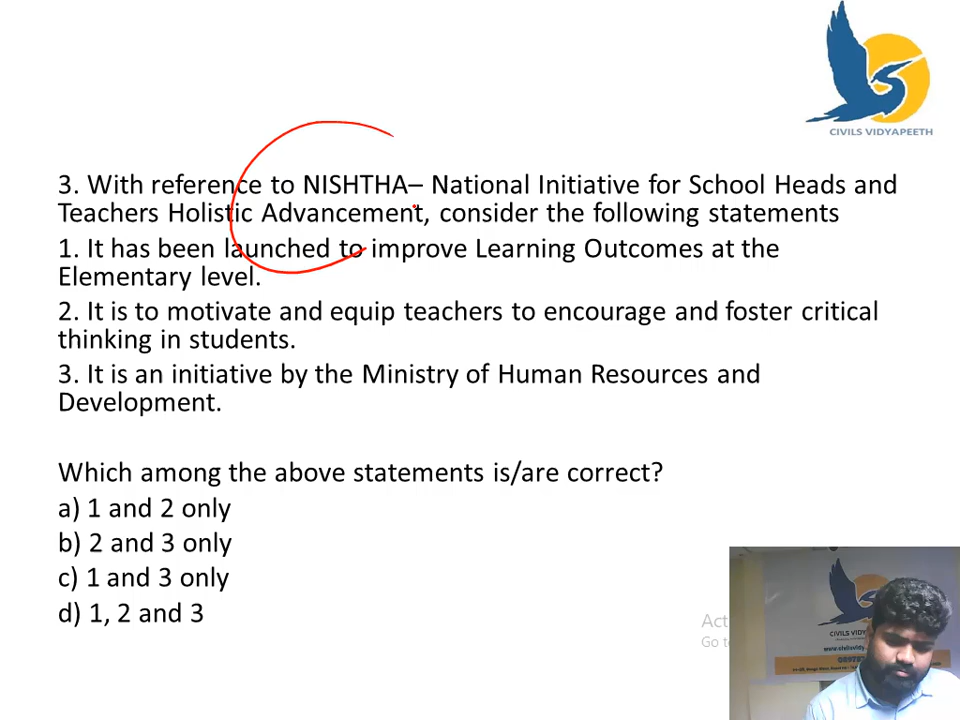 CIVILS VIDYAPEETH
3. With reference to NISHTHA– National Initiative for School Heads and
Teachers Holistic Advancement, consider the following statements
1. It has been launched to improve Learning Outcomes at the
Elementary level.
2. It is to motivate and equip teachers to encourage and foster critical
thinking in students.
3. It is an initiative by the Ministry of Human Resources and
Development.
Which among the above statements is/are correct?
a) 1 and 2 only
b) 2 and 3 only
c) 1 and 3 only
d) 1, 2 and 3
CIVILS VIDY